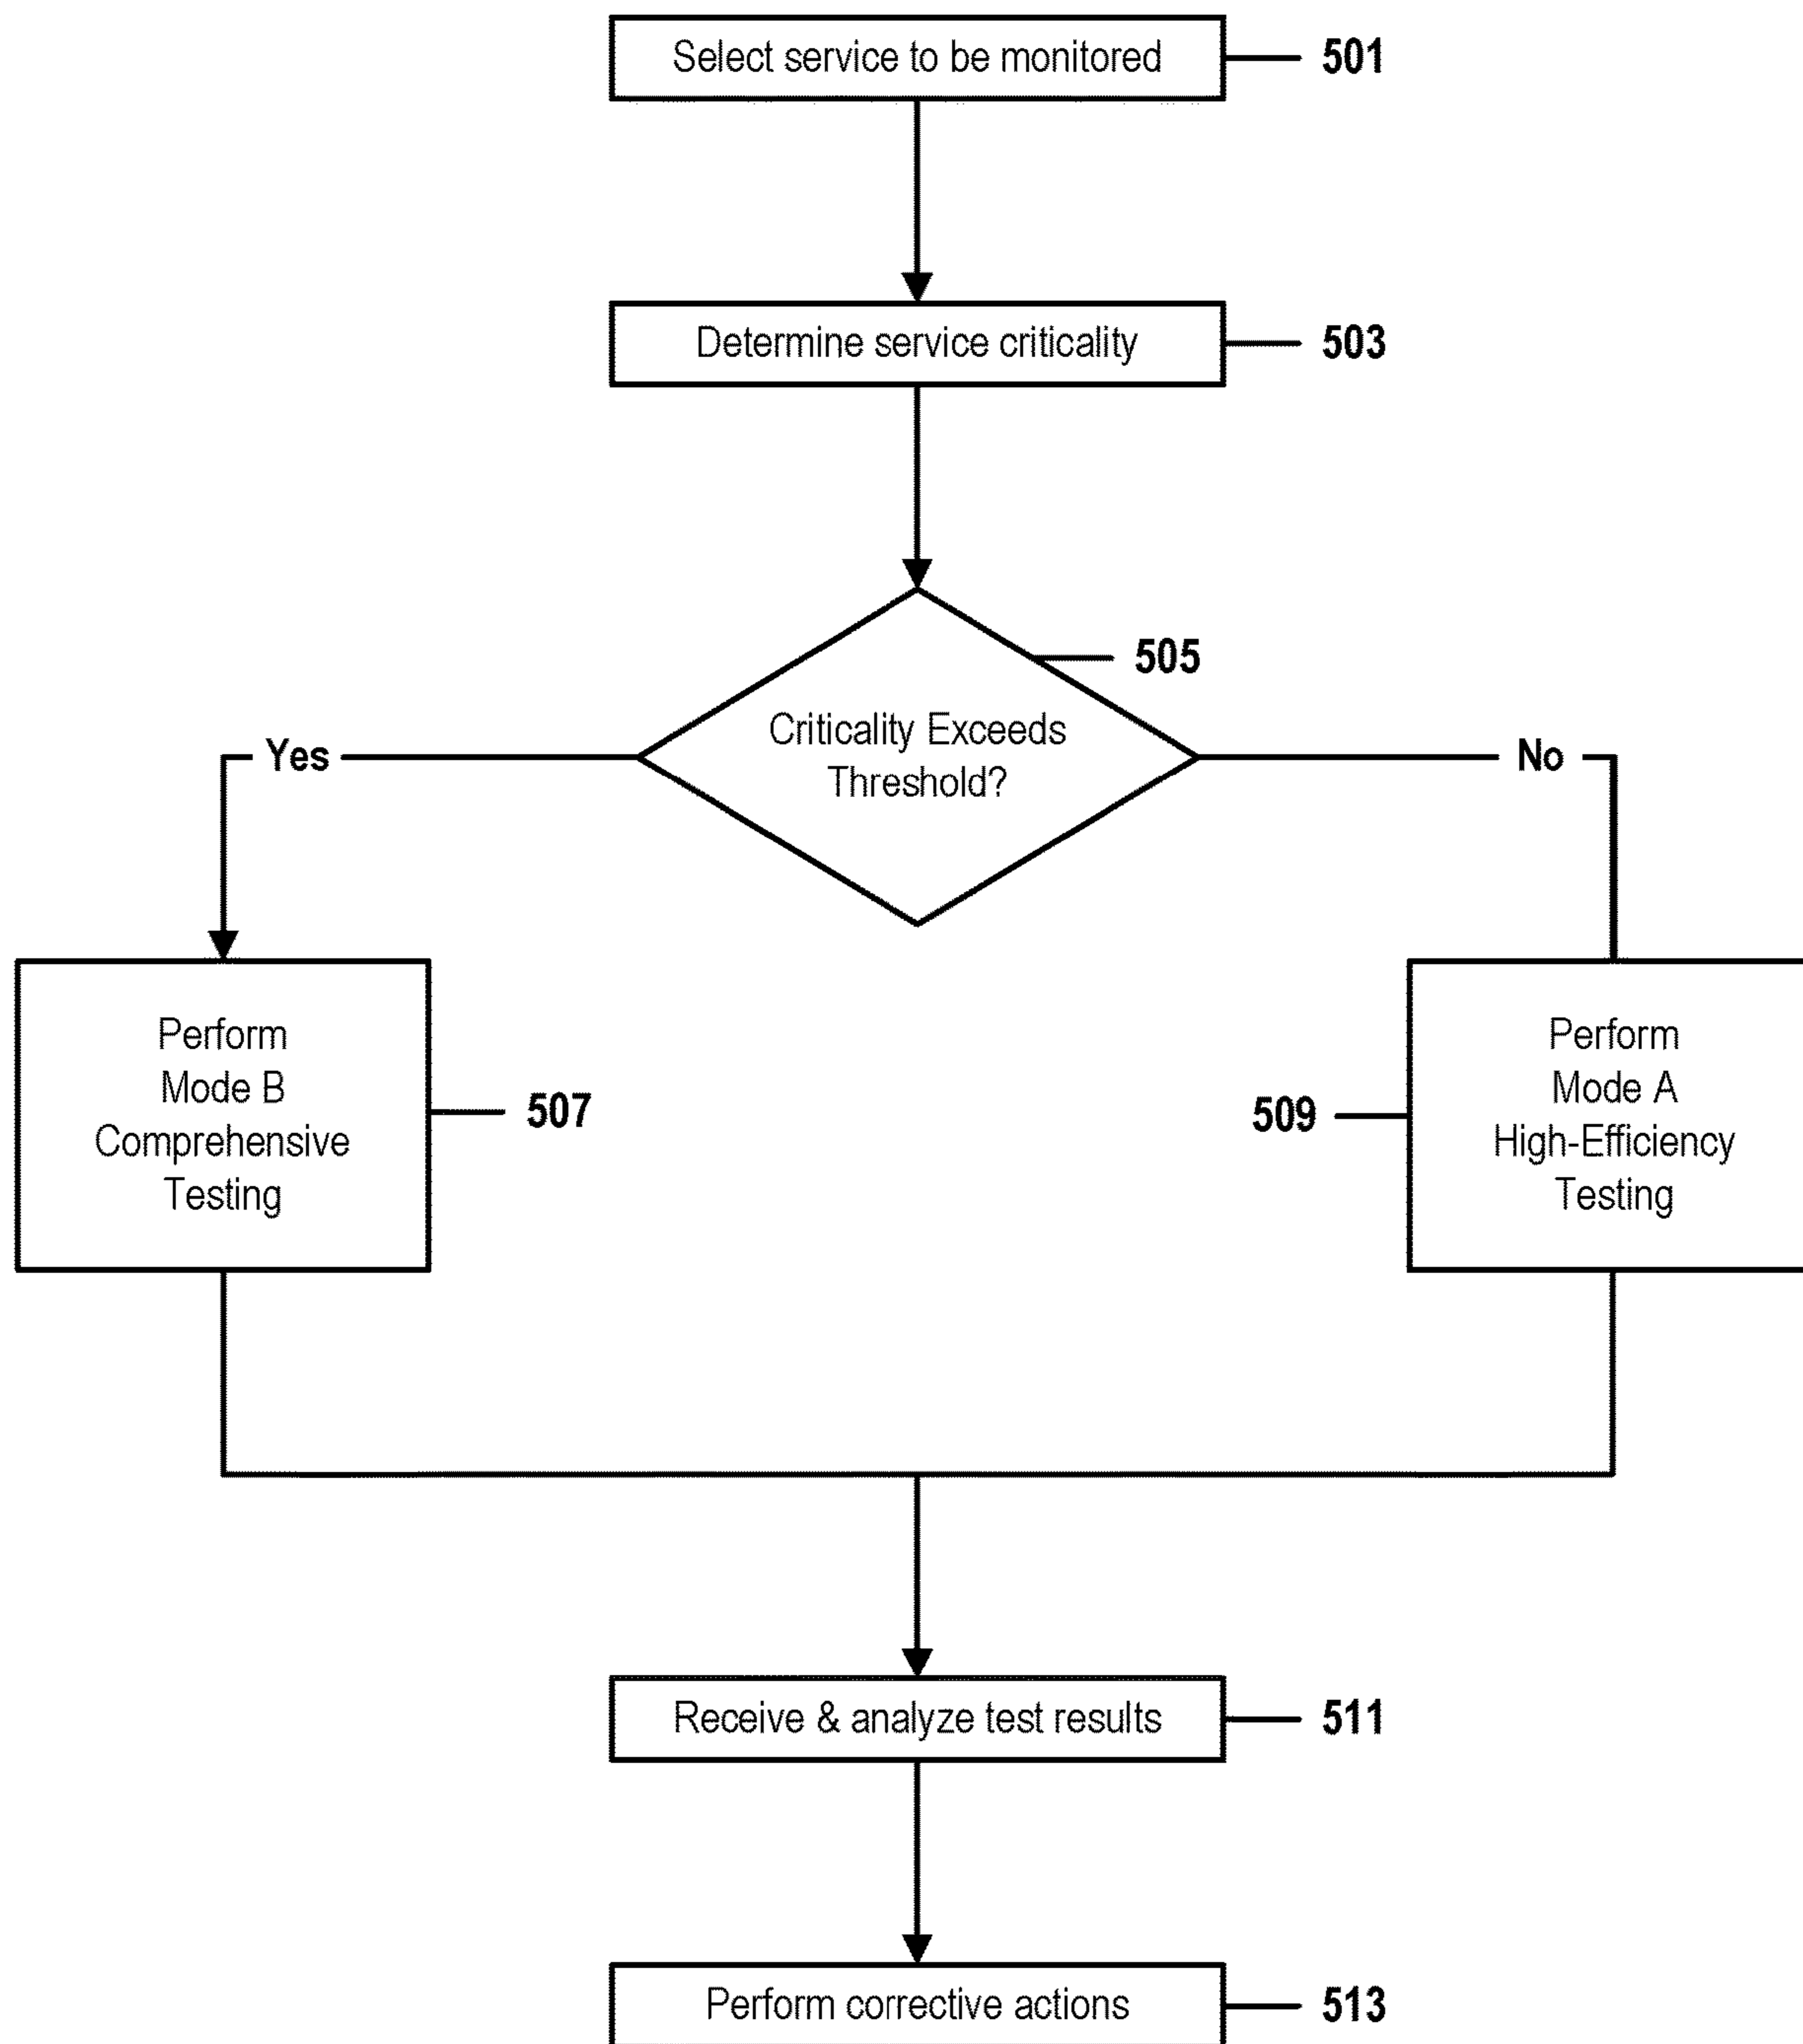 Select service to be monitored
501
Determine service criticality
503
505
Criticality Exceeds
Threshold?
Yes
No
Perform
Mode B
Comprehensive
Testing
507
509
Perform
Mode A
High-Efficiency
Testing
Receive & analyze test results
511
Perform corrective actions
513